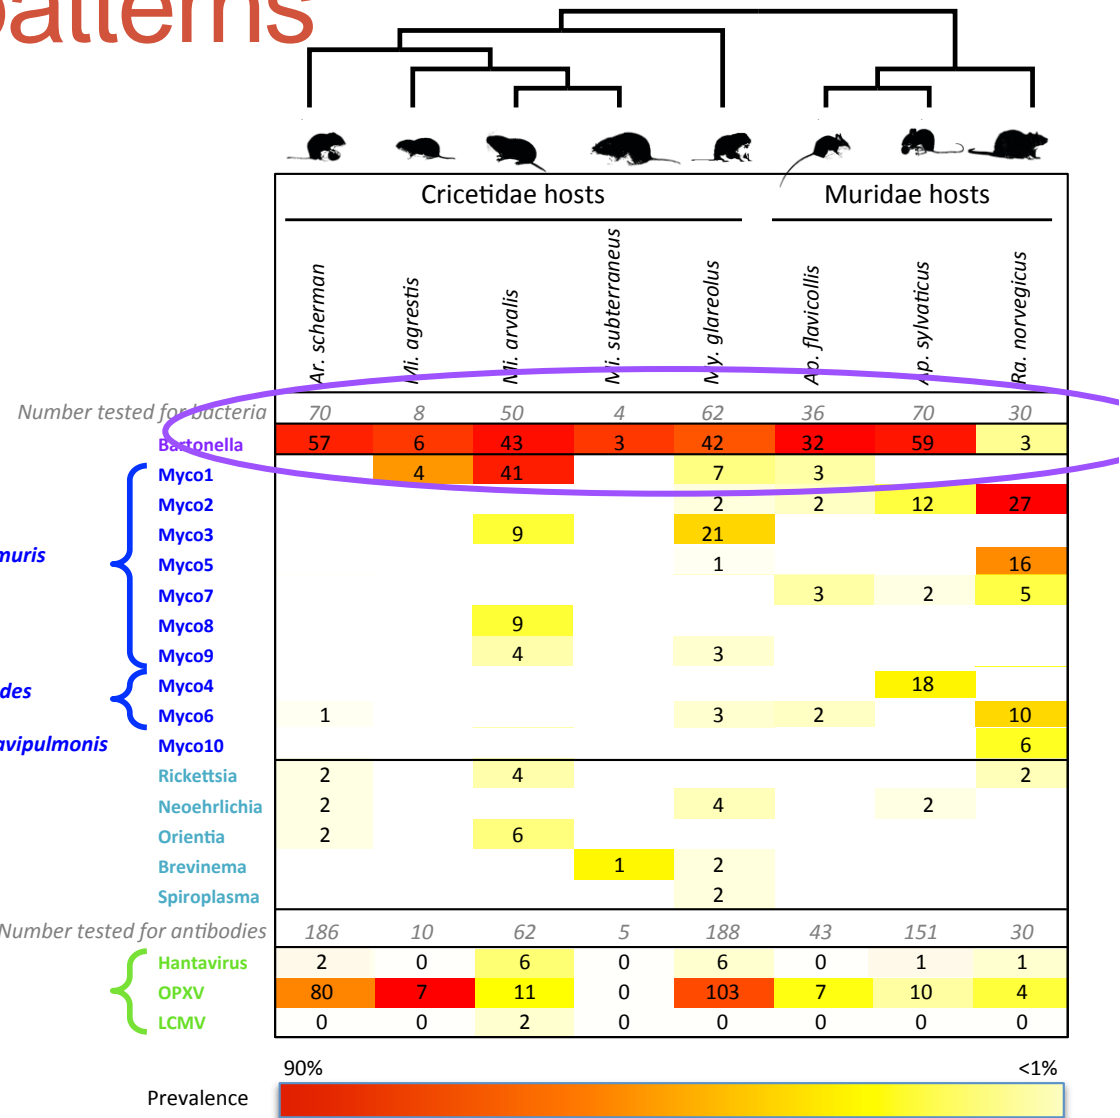 patterns
Cricetidae hosts Muridae hosts
Ar. scherman Mi. agrestis Mi. arvalis Mi. subterraneus My. glareolus Ap. flavicollis Ap. sylvaticus Ra. norvegicus
Number tested for bacteria 70 8 50 4 62 36 70 30
Bartonella 57 6 43 3 42 32 59 3
Myco1 4 41 7 3
Myco2 2 2 12 27
Myco3 9 21
muris Myco5 1 16
Myco7 3 2 5
Myco8 9
Myco9 4 3
des Myco4 18
Myco6 1 3 2 10
avipulmonis Myco10 6
Rickettsia 2 4 2
Neoehrlichia 2 4 2
Orientia 2 6
Brevinema 1 2
Spiroplasma 2
Number tested for antibodies 186 10 62 5 188 43 151 30
Hantavirus 2 0 6 0 6 0 1 1
OPXV 80 7 11 0 103 7 10 4
LCMV 0 0 2 0 0 0 0 0
90% <1%
Prevalence